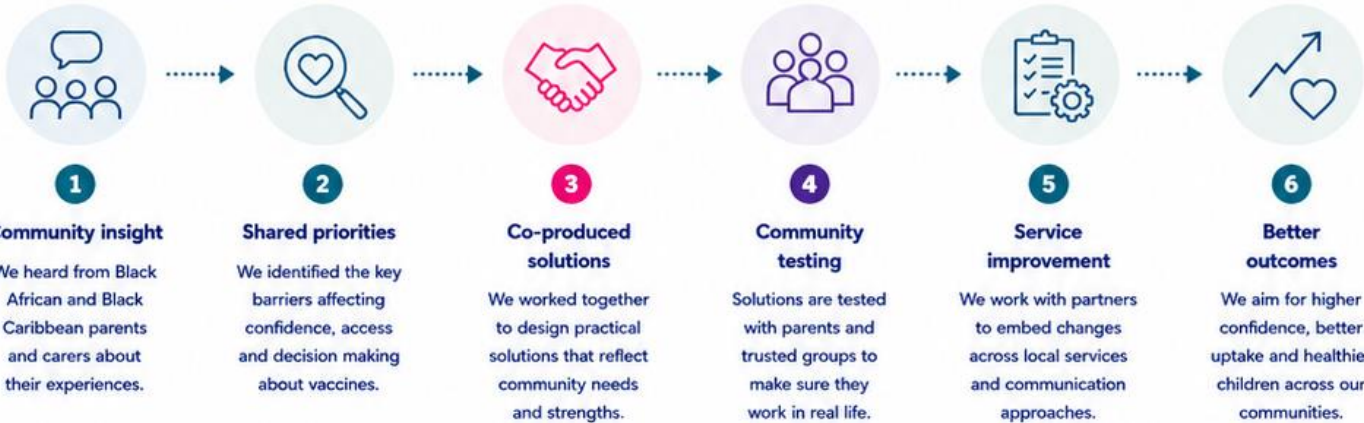 1
ommunity insight
We heard from Black
African and Black
Caribbean parents
and carers about
their experiences.
2
Shared priorities
We identified the key
barriers affecting
confidence, access
and decision making
about vaccines.
3
Co-produced
solutions
We worked together
to design practical
solutions that reflect
community needs
and strengths.
4
Community
testing
Solutions are tested
with parents and
trusted groups to
make sure they
work in real life.
5
Service
improvement
We work with partners
to embed changes
across local services
and communication
approaches.
6
Better
outcomes
We aim for higher
confidence, better
uptake and healthie
children across our
communities.